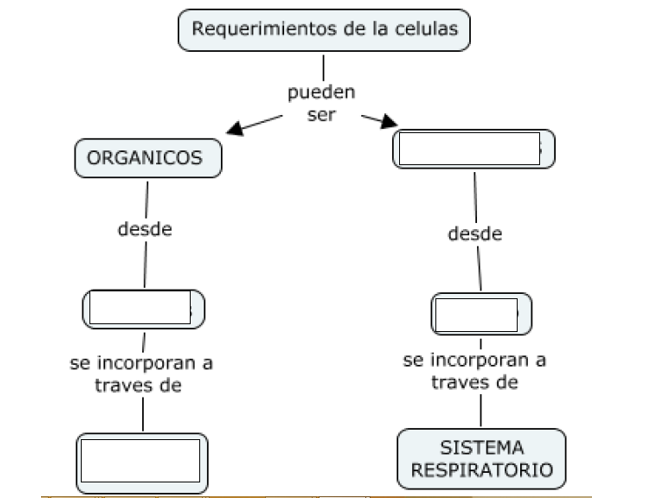 Requerimientos de la celulas
pueden
ser
ORGANICOS
desde
desde
se incorporan a
traves de
se incorporan a
traves de
SISTEMA
RESPIRATORIO